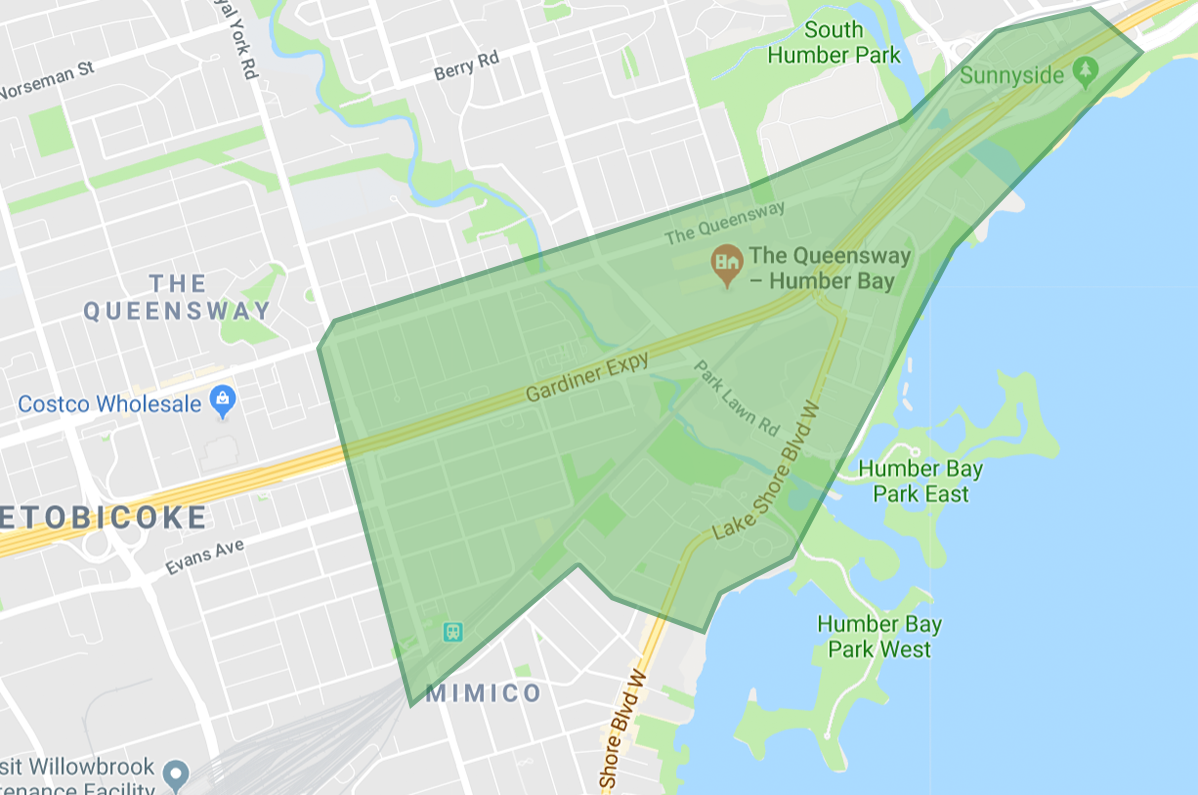 yal York Rd
South
Humber Park
Norseman St
Berry Rd
Sunnyside
The Queensway
The Queensway
– Humber Bay
THE
QUEENSWAY
Gardiner Expy
Park Lawn Rd
Costco Wholesale
Lake Shore Blvd W
Humber Bay
Park East
ETOBICOKE
Evans Ave
Humber Bay
Park West
MIMICO
Shore Blvd W
sit Willowbrook
tenance Facility